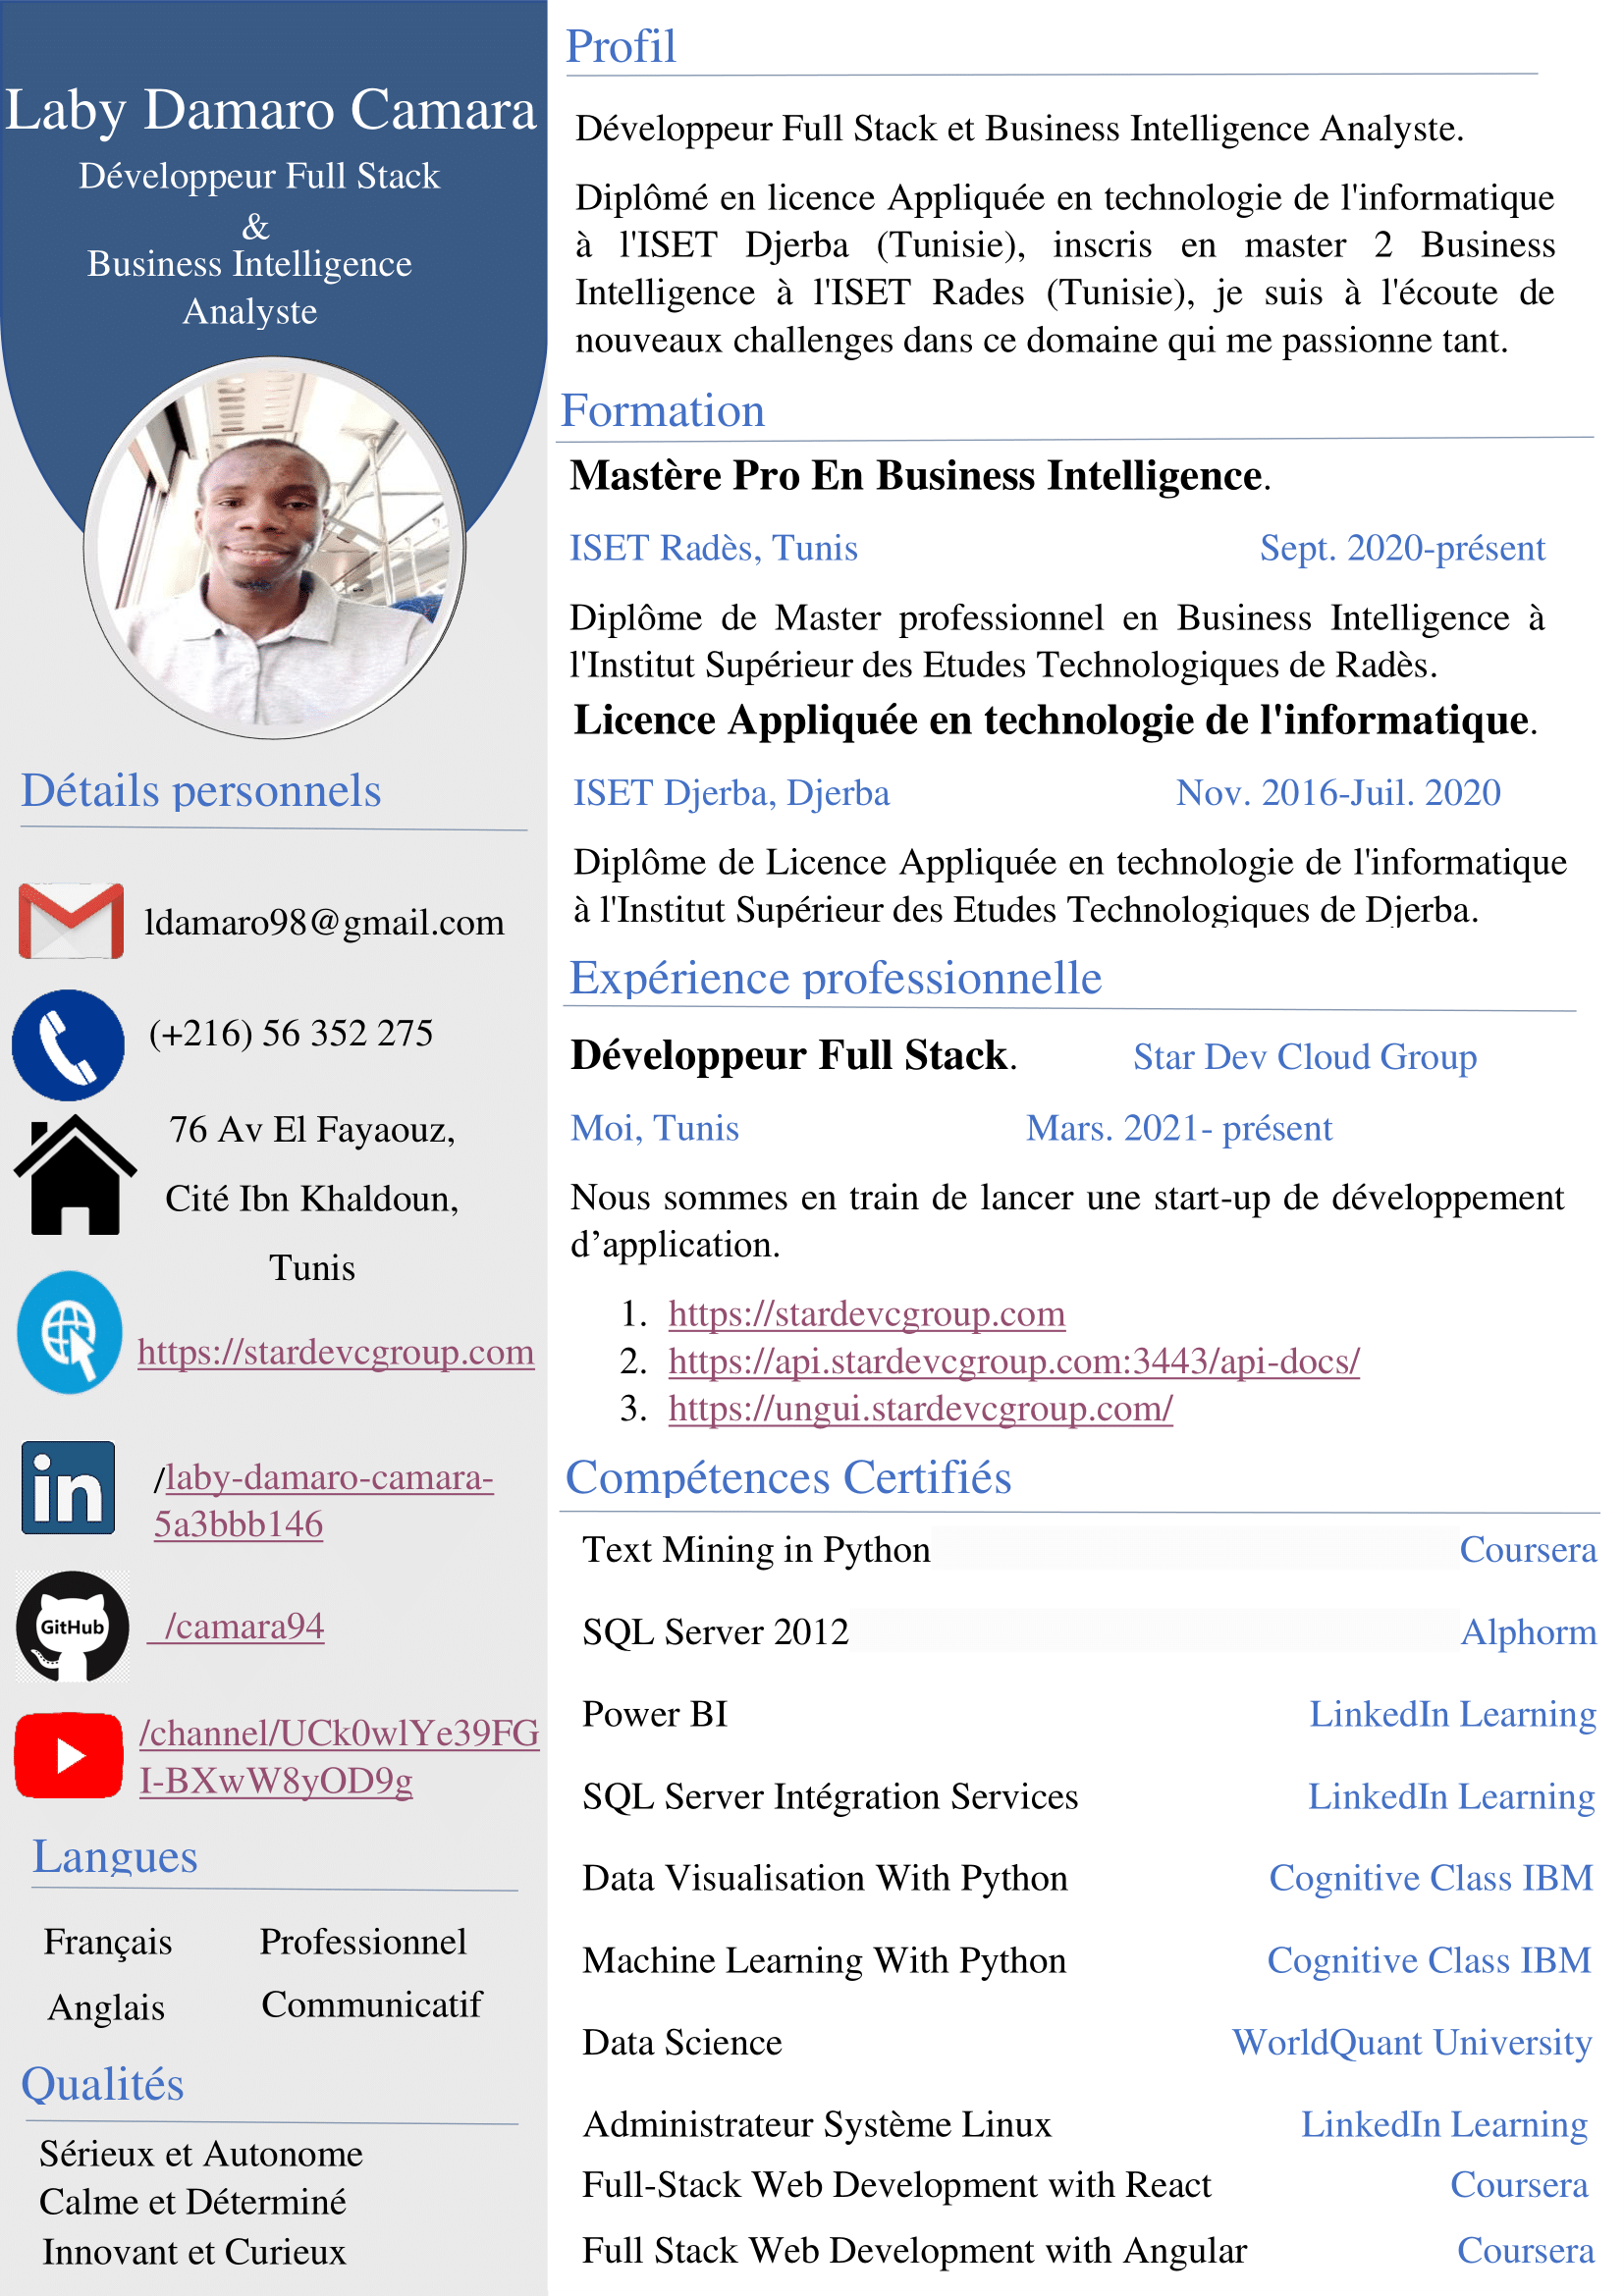 Laby Damaro Camara
Développeur Full Stack
&
Business Intelligence
Analyste
Détails personnels
ldamaro98@gmail.com
(+216) 56 352 275
76 Av El Fayaouz,
Cité Ibn Khaldoun,
Tunis
https://stardevcgroup.com
in
/laby-damaro-camara-
5a3bbb146
GitHub
/camara94
/channel/UCk0wlYe39FG
I-BXwW8yOD9g
Langues
Français Professionnel
Anglais Communicatif
Qualités
Sérieux et Autonome
Calme et Déterminé
Innovant et Curieux
Profil
Développeur Full Stack et Business Intelligence Analyste.
Diplômé en licence Appliquée en technologie de l'informatique
à l'ISET Djerba (Tunisie), inscris en master 2 Business
Intelligence à l'ISET Rades (Tunisie), je suis à l'écoute de
nouveaux challenges dans ce domaine qui me passionne tant.
Formation
Mastère Pro En Business Intelligence.
ISET Radès, Tunis Sept. 2020-présent
Diplôme de Master professionnel en Business Intelligence à
l'Institut Supérieur des Etudes Technologiques de Radès.
Licence Appliquée en technologie de l'informatique.
ISET Djerba, Djerba Nov. 2016-Juil. 2020
Diplôme de Licence Appliquée en technologie de l'informatique
à l'Institut Supérieur des Etudes Technologiques de Djerba.
Expérience professionnelle
Développeur Full Stack. Star Dev Cloud Group
Moi, Tunis Mars. 2021- présent
Nous sommes en train de lancer une start-up de développement
d’application.
1. https://stardevcgroup.com
2. https://api.stardevcgroup.com:3443/api-docs/
3. https://ungui.stardevcgroup.com/
Compétences Certifiés
Text Mining in Python Coursera
SQL Server 2012 Alphorm
Power BI LinkedIn Learning
SQL Server Intégration Services LinkedIn Learning
Data Visualisation With Python Cognitive Class IBM
Machine Learning With Python Cognitive Class IBM
Data Science WorldQuant University
Administrateur Système Linux LinkedIn Learning
Full-Stack Web Development with React Coursera
Full Stack Web Development with Angular Coursera